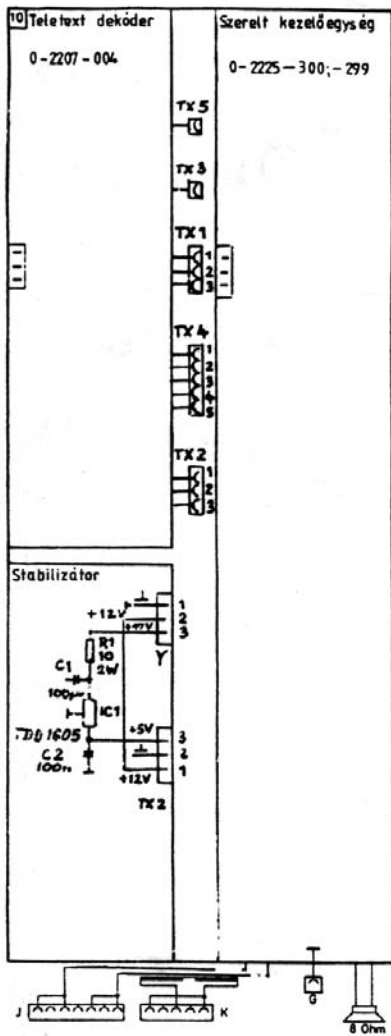 10 Teletext dekóder
0-2207-004
Szerelt kezelőegység
0-2225-300;-299
TX5
TX3
TX1
1
2
3
TX4
1
2
3
4
5
TX2
1
2
3
Stabilizátor
+12V
1
2
3
R1
10
2W
Y
C1
100µ
IC1
TDD1605
C2
100n
+5V
3
2
+12V
1
TX2
J
K
G
8 Ohm